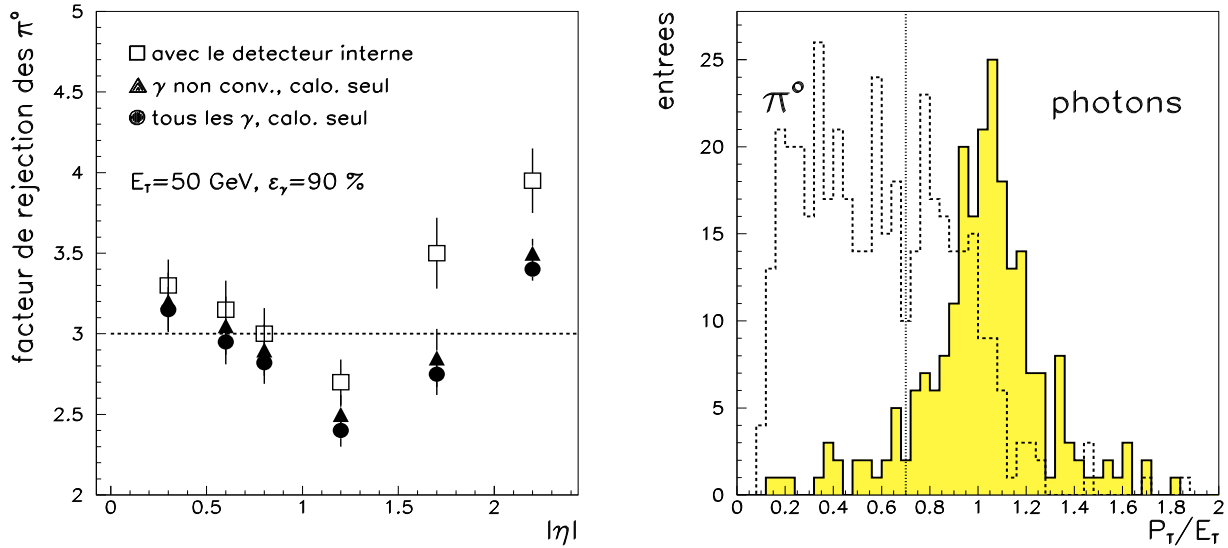 facteur de rejection des π°
5
4.5
4
3.5
3
2.5
2
avec le detecteur interne
γ non conv., calo. seul
tous les γ, calo. seul
E_T=50 GeV, ε_γ=90 %
0 0.5 1 1.5 2
|η|
entrees
25
20
15
10
5
0
π° photons
0 0.2 0.4 0.6 0.8 1 1.2 1.4 1.6 1.8 2
P_T/E_T